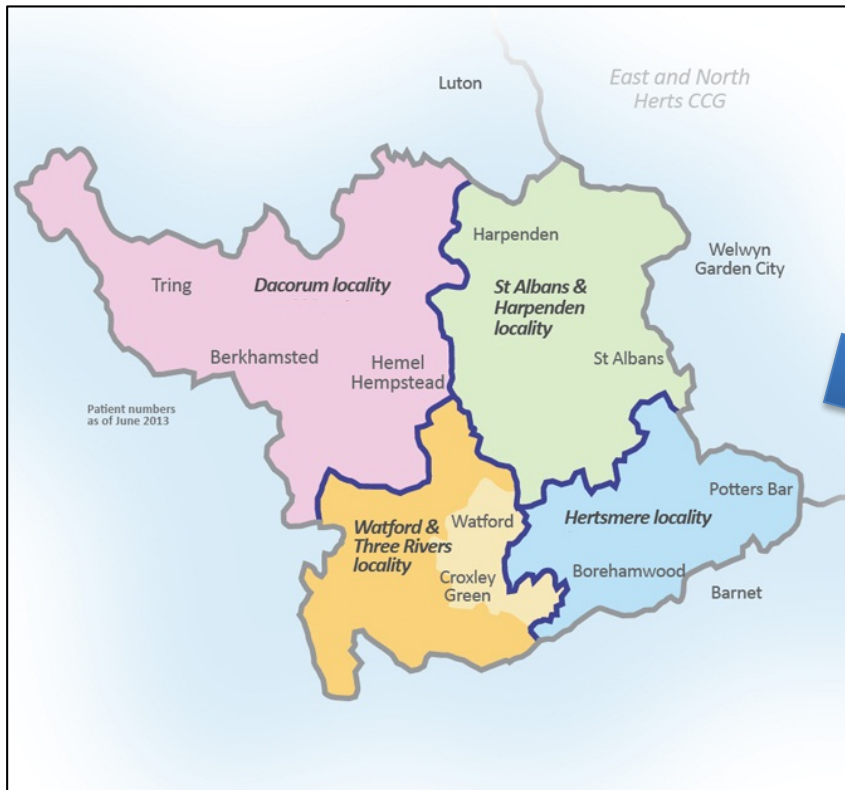 Luton
East and North
Herts CCG
Harpenden
Welwyn
Garden City
Tring
Dacorum locality
St Albans &
Harpenden
locality
Berkhamsted
Hemel
Hempstead
St Albans
Patient numbers
as of June 2013
Potters Bar
Watford
Hertsmere locality
Watford &
Three Rivers
locality
Croxley
Green
Borehamwood
Barnet